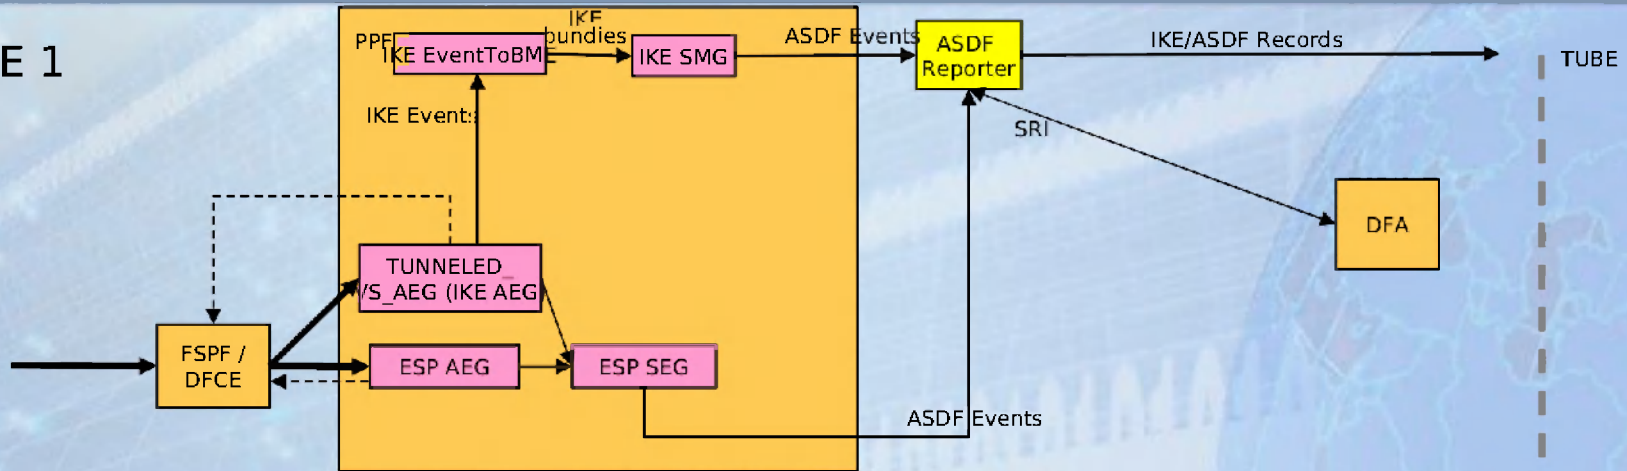 E 1
PPF
IKE EventToBME
IKE
bundies
IKE SMG
ASDF Events
ASDF
Reporter
IKE/ASDF Records
TUBE
IKE Events
SRI
DFA
TUNNELED_
/S_AEG (IKE AEG
FSPF /
DFCE
ESP AEG
ESP SEG
ASDF Events